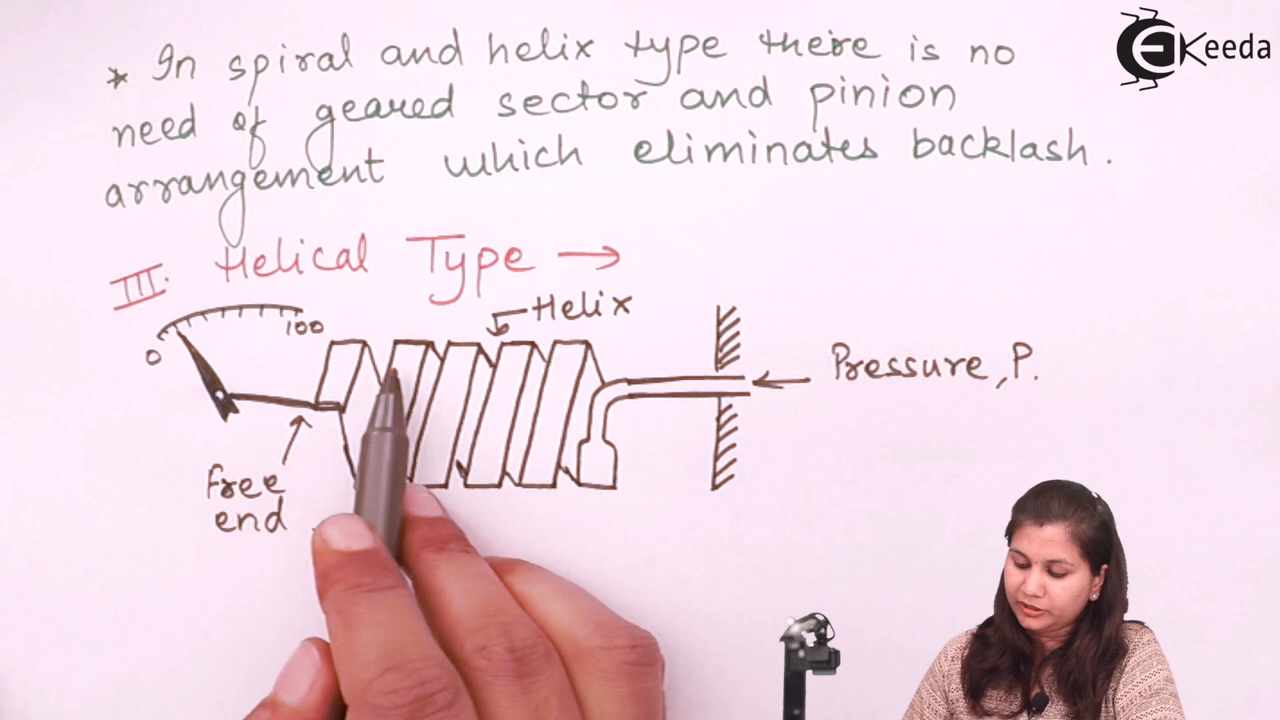 * In spiral and helix type there is no
need of geared sector and pinion
arrangement which eliminates backlash.
III. Helical Type →
Helix
0
100
Pressure, P.
Free
end
EKeeda